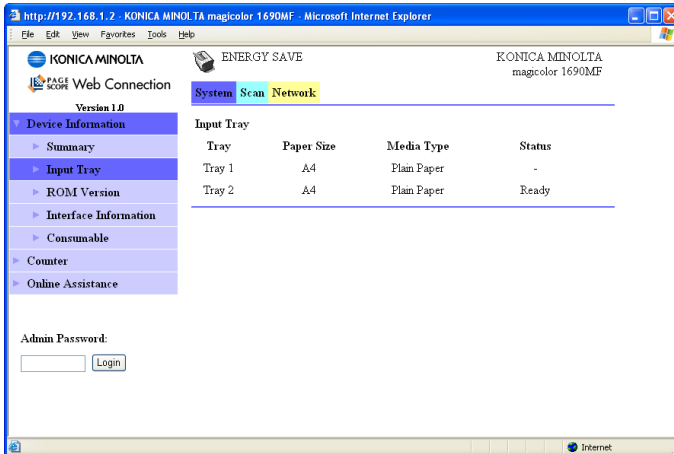 http://192.168.1.2 - KONICA MINOLTA magicolor 1690MF - Microsoft Internet Explorer
File Edit View Favorites Tools Help
KONICA MINOLTA
PAGE SCOPE Web Connection
Version 1.0
ENERGY SAVE
KONICA MINOLTA
magicolor 1690MF
System Scan Network
Device Information
Summary
Input Tray
ROM Version
Interface Information
Consumable
Counter
Online Assistance
Admin Password:
Login
Input Tray
Tray Paper Size Media Type Status
Tray 1 A4 Plain Paper -
Tray 2 A4 Plain Paper Ready
Internet